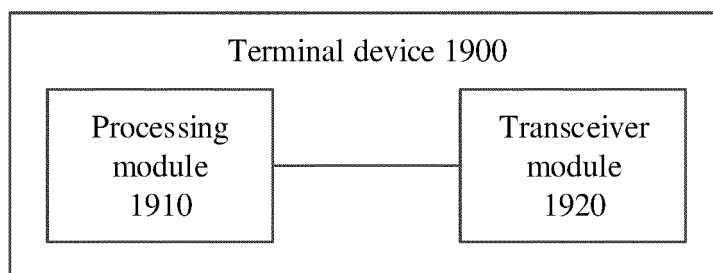 Terminal device 1900
Processing
module
1910
Transceiver
module
1920